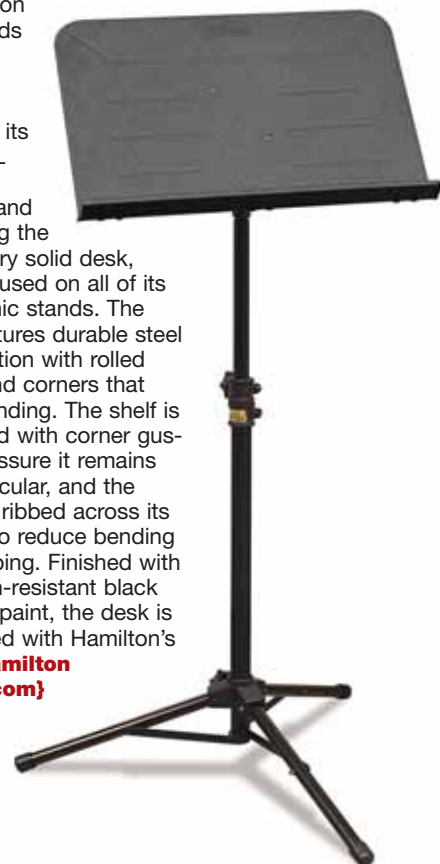 on
ds
its
-
and
g the
ry solid desk,
used on all of its
nic stands. The
tures durable steel
tion with rolled
nd corners that
nding. The shelf is
d with corner gus-
ssure it remains
cular, and the
ribbed across its
o reduce bending
ping. Finished with
h-resistant black
paint, the desk is
ed with Hamilton's
amilton
com}